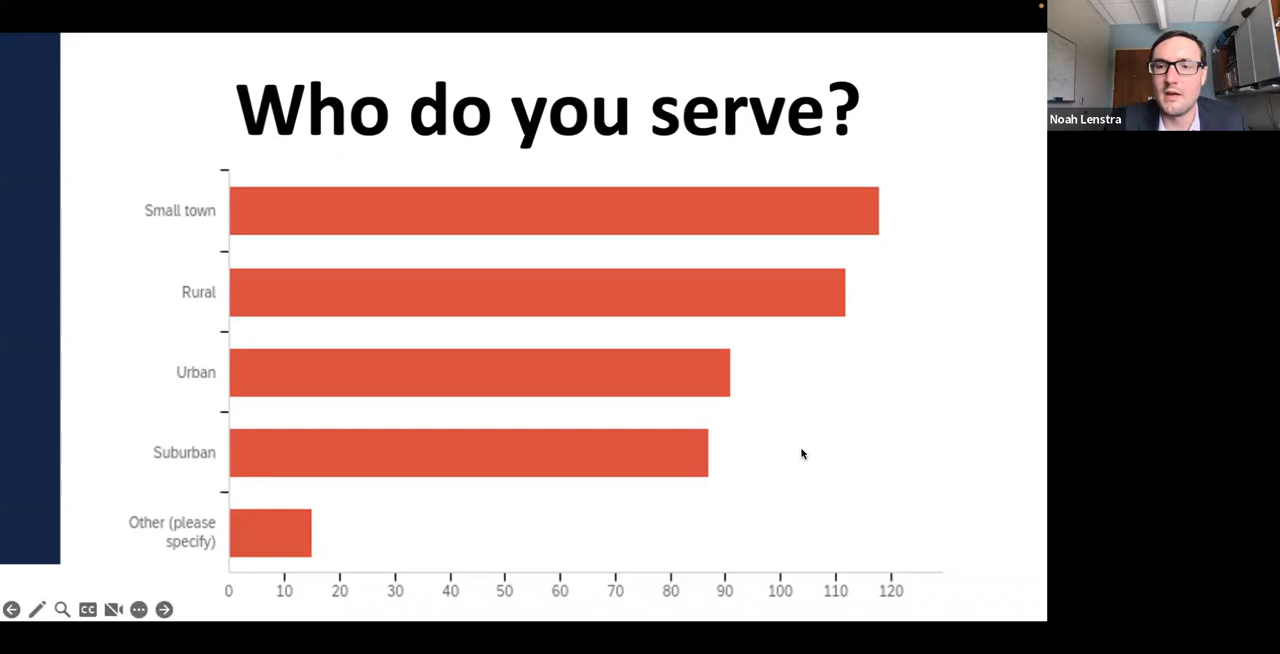 Who do you serve?
Noah Lenstra
Small town
Rural
Urban
Suburban
Other (please
specify)
0 10 20 30 40 50 60 70 80 90 100 110 120
CC